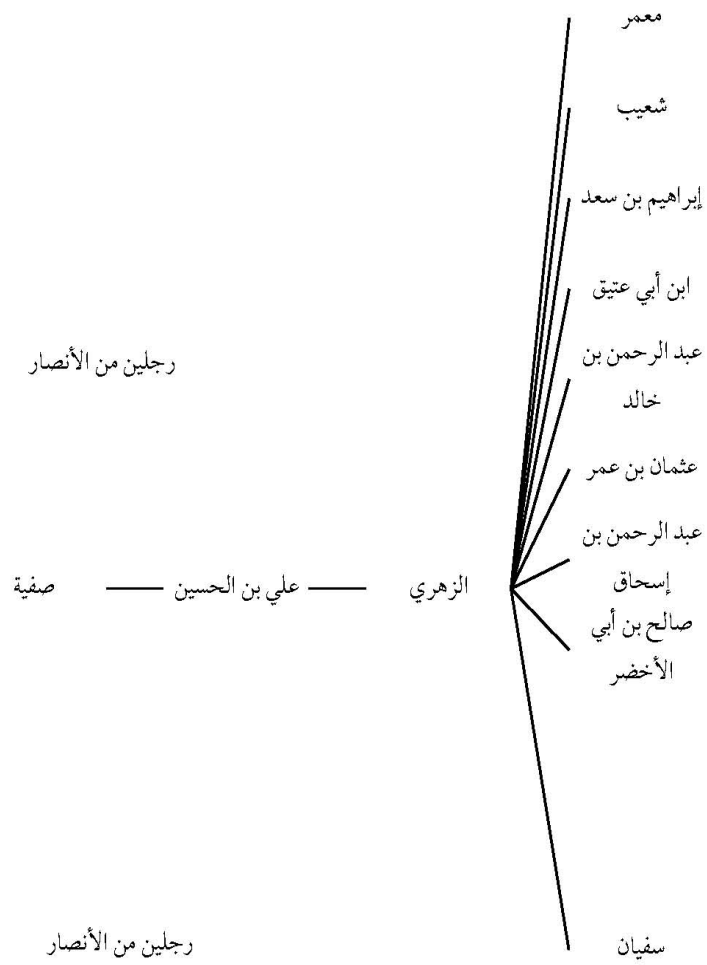 معمر
شعيب
إبراهيم بن سعد
ابن أبي عتيق
عبد الرحمن بن
خالد
رجلين من الأنصار
عثمان بن عمر
عبد الرحمن بن
إسحاق
الزهري
علي بن الحسين
صفية
صالح بن أبي
الأخضر
سفيان
رجلين من الأنصار